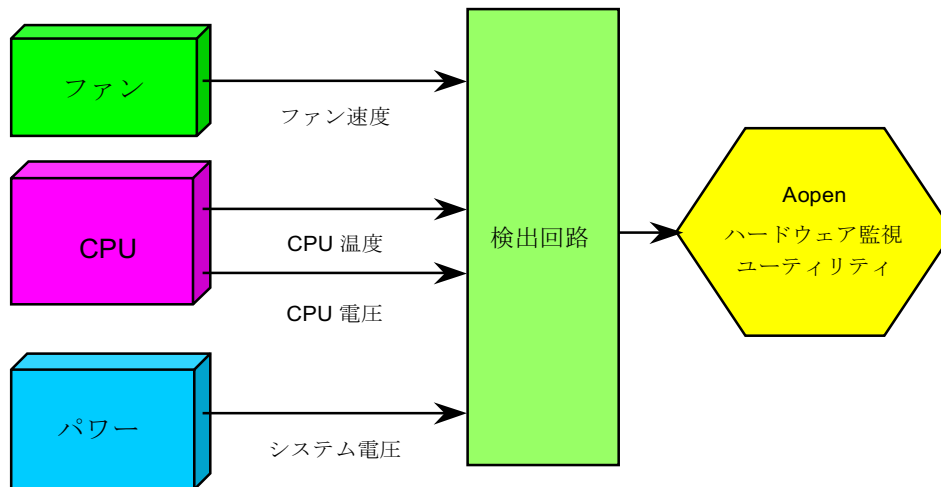 ファン
ファン速度
CPU
CPU 温度
CPU 電圧
パワー
システム電圧
検出回路
Aopen
ハードウェア監視
ユーティリティ